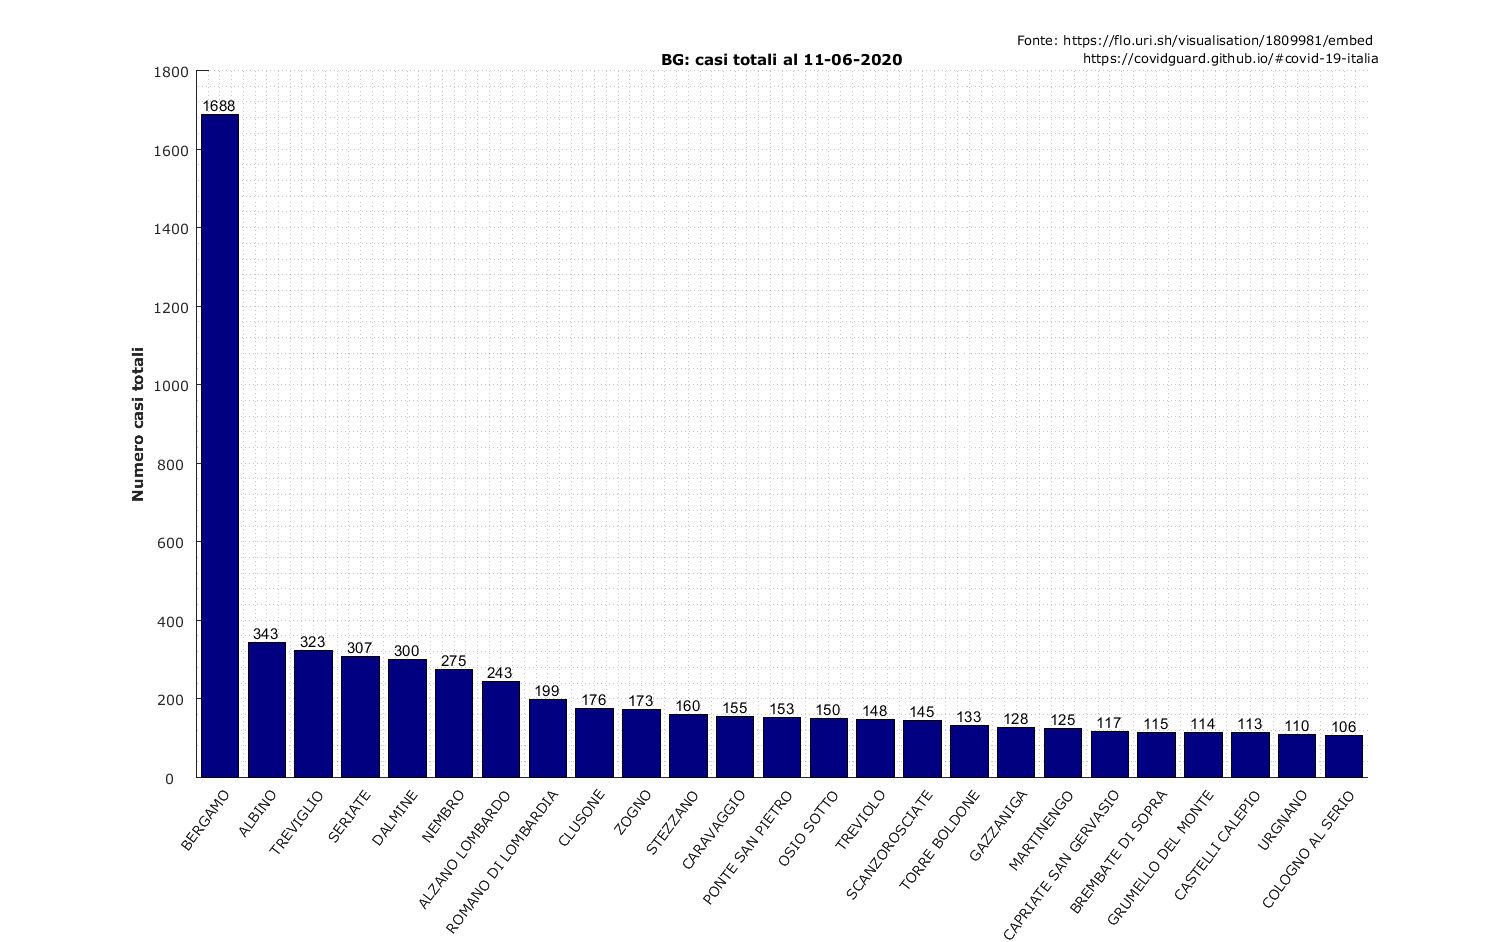 Fonte: https://flo.uri.sh/visualisation/1809981/embed
https://covidguard.github.io/#covid-19-italia
BG: casi totali al 11-06-2020
Numero casi totali
1800
1600
1400
1200
1000
800
600
400
200
0
1688
343
323
307
300
275
243
199
176
173
160
155
153
150
148
145
133
128
125
117
115
114
113
110
106
BERGAMO
ALBINO
TREVIGLIO
SERIATE
DALMINE
NEMBRO
ALZANO LOMBARDO
ROMANO DI LOMBARDIA
CLUSONE
ZOGNO
STEZZANO
CARAVAGGIO
PONTE SAN PIETRO
OSIO SOTTO
TREVIOLO
SCANZOROSCIATE
TORRE BOLDONE
GAZZANIGA
MARTINENGO
CAPRIATE SAN GERVASIO
BREMBATE DI SOPRA
GRUMELLO DEL MONTE
CASTELLI CALEPIO
URGNANO
COLOGNO AL SERIO